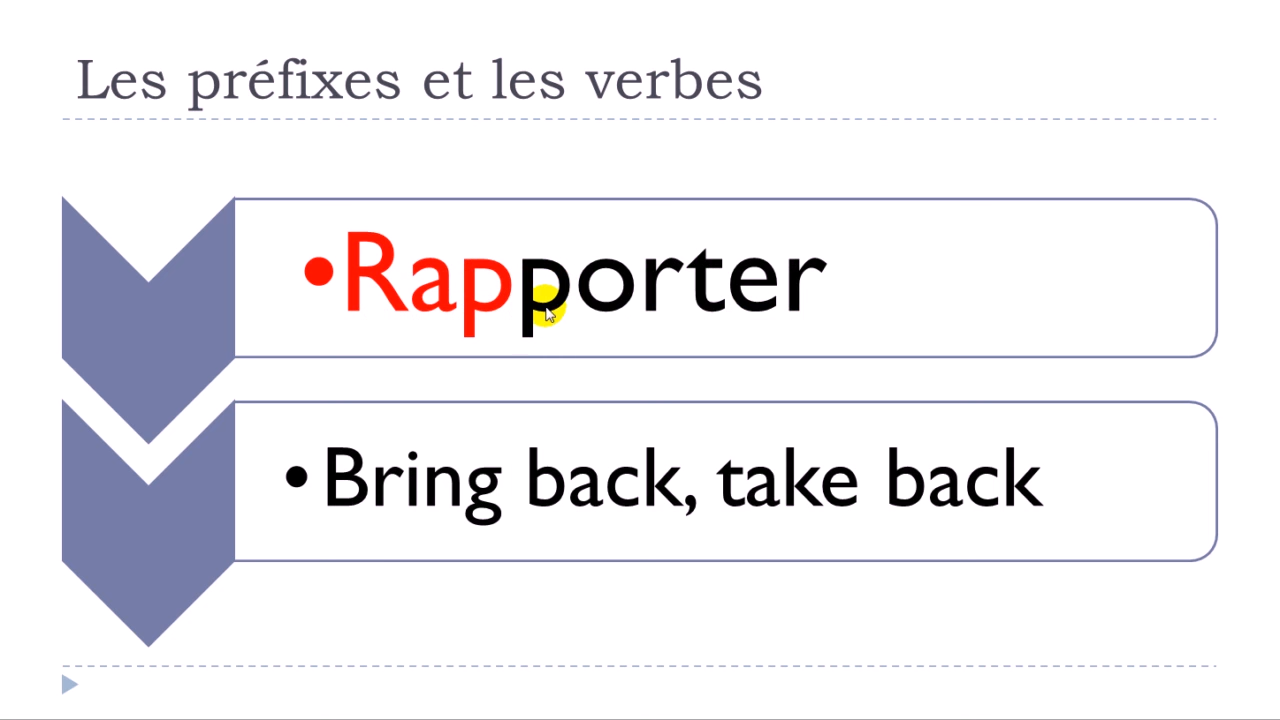 Les préfixes et les verbes
•Rapporter
•Bring back, take back